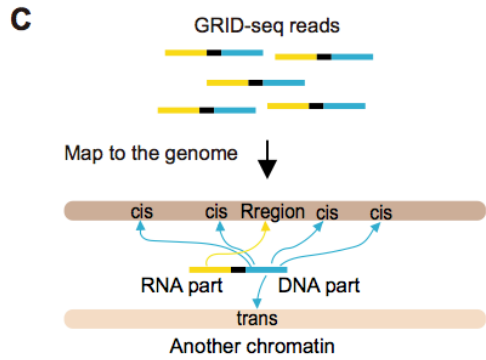 C
GRID-seq reads
Map to the genome
cis cis Rregion cis cis
RNA part DNA part
trans
Another chromatin